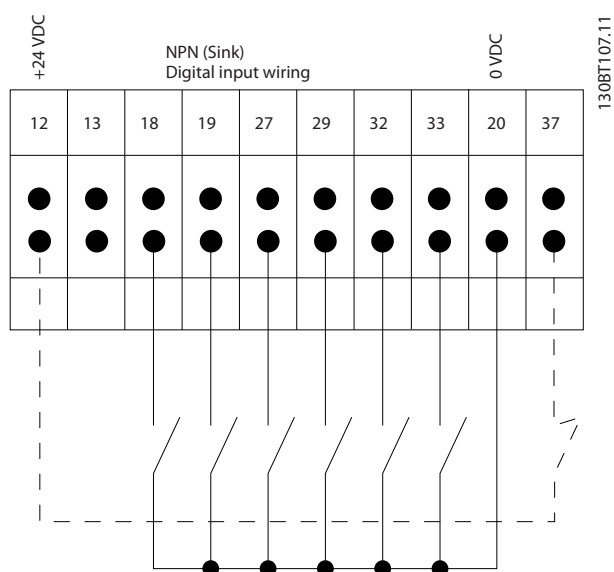 +24 VDC
NPN (Sink)
Digital input wiring
0 VDC
130BT107.11
12 13 18 19 27 29 32 33 20 37